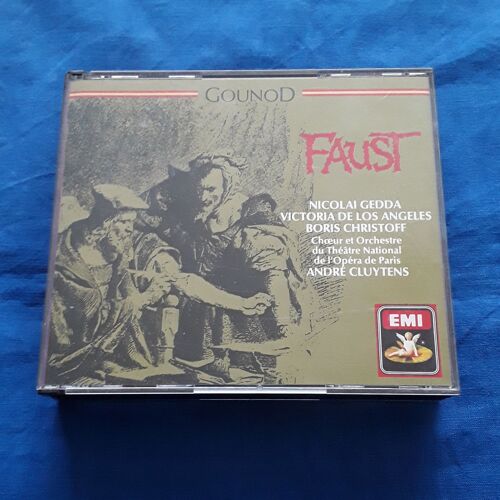 GOUNOD
FAUST
NICOLAI GEDDA
VICTORIA DE LOS ANGELES
BORIS CHRISTOFF
Chœur et Orchestre
du Théâtre National
de l'Opéra de Paris
ANDRÉ CLUYTENS
EMI